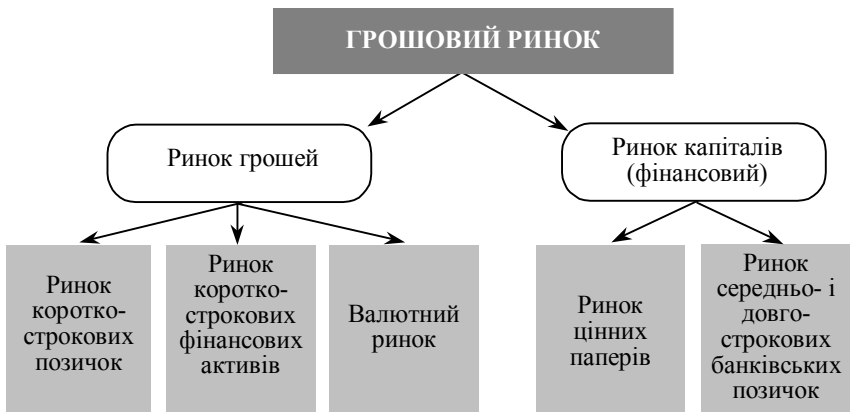 ГРОШОВИЙ РИНОК
Ринок грошей
Ринок капіталів
(фінансовий)
Ринок
коротко-
строкових
позичок
Ринок
коротко-
строкових
фінансових
активів
Валютний
ринок
Ринок
цінних
паперів
Ринок
середньо- і
довго-
строкових
банківських
позичок